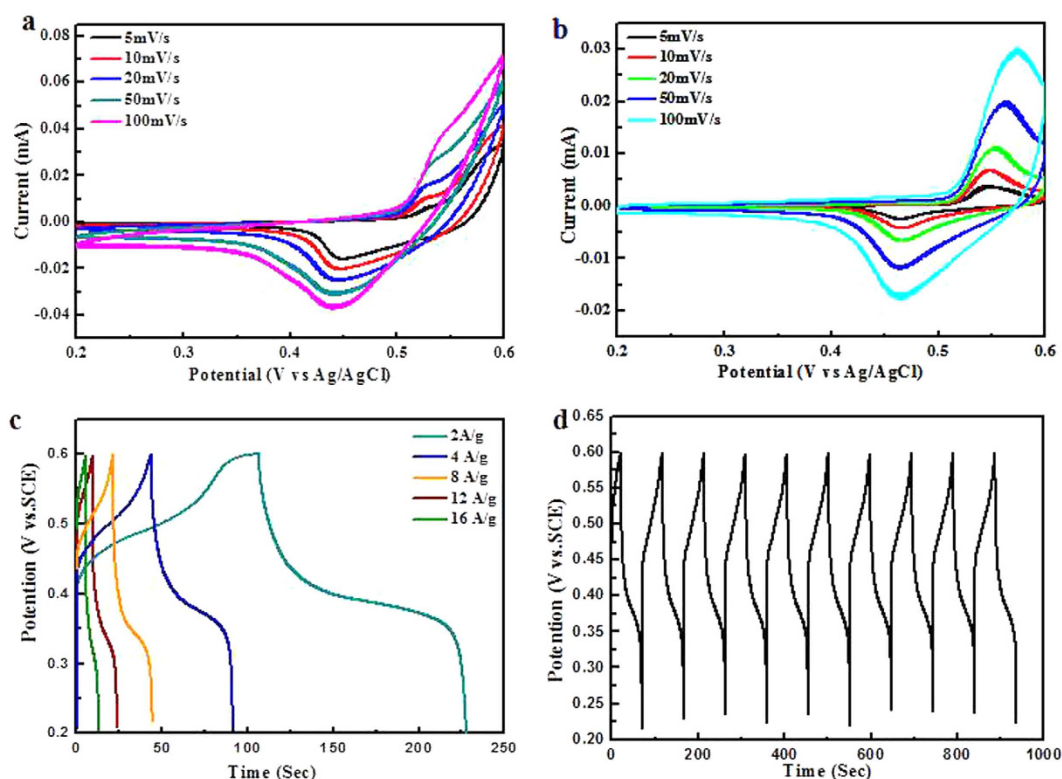 a
0.08
0.06
0.04
0.02
0.00
-0.02
-0.04
Current (mA)
5mV/s
10mV/s
20mV/s
50mV/s
100mV/s
0.2 0.3 0.4 0.5 0.6
Potential (V vs Ag/AgCl)
b
0.03
0.02
0.01
0.00
-0.01
-0.02
Current (mA)
5mV/s
10mV/s
20mV/s
50mV/s
100mV/s
0.2 0.3 0.4 0.5 0.6
Potential (V vs Ag/AgCl)
c
0.6
0.5
0.4
0.3
0.2
Potention (V vs.SCE)
2A/g
4 A/g
8 A/g
12 A/g
16 A/g
0 50 100 150 200 250
Time (Sec)
d
0.65
0.60
0.55
0.50
0.45
0.40
0.35
0.30
0.25
0.20
Potention (V vs.SCE)
0 200 400 600 800 1000
Time (Sec)